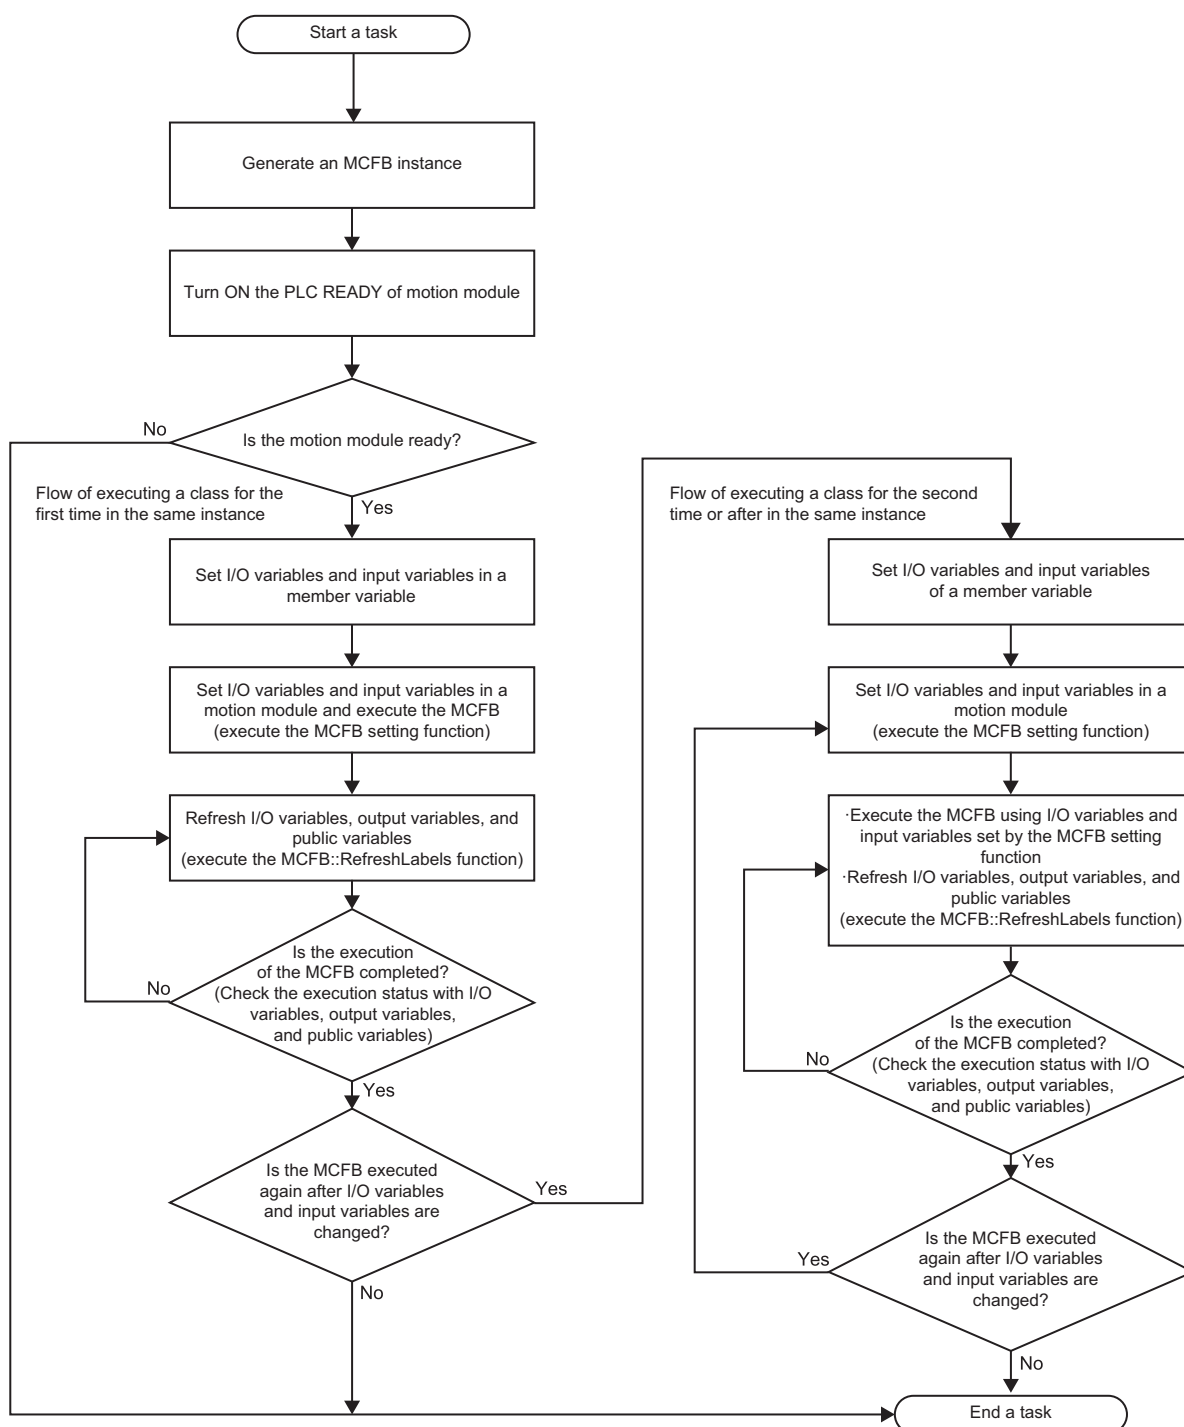 Start a task
Generate an MCFB instance
Turn ON the PLC READY of motion module
No
Is the motion module ready?
Yes
Flow of executing a class for the
first time in the same instance
Set I/O variables and input variables in a
member variable
Set I/O variables and input variables in a
motion module and execute the MCFB
(execute the MCFB setting function)
Refresh I/O variables, output variables, and
public variables
(execute the MCFB::RefreshLabels function)
Is the execution
of the MCFB completed?
(Check the execution status with I/O
variables, output variables,
and public variables)
No
Yes
Is the MCFB executed
again after I/O variables
and input variables are
changed?
Yes
No
Flow of executing a class for the second
time or after in the same instance
Set I/O variables and input variables
of a member variable
Set I/O variables and input variables in a
motion module
(execute the MCFB setting function)
·Execute the MCFB using I/O variables and
input variables set by the MCFB setting
function
·Refresh I/O variables, output variables, and
public variables
(execute the MCFB::RefreshLabels function)
Is the execution
of the MCFB completed?
(Check the execution status with I/O
variables, output variables,
and public variables)
No
Yes
Is the MCFB executed
again after I/O variables
and input variables are
changed?
Yes
No
End a task